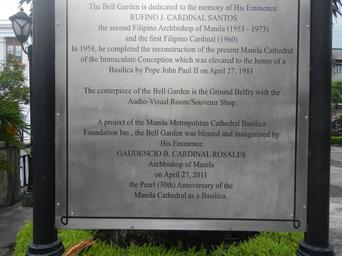 The Bell Garden is dedicated to the memory of His Eminence
RUFINO J. CARDINAL SANTOS
the second Filipino Archbishop of Manila (1953 - 1973)
and the first Filipino Cardinal (1960)
In 1958, he completed the reconstruction of the present Manila Cathedral
of the Immaculate Conception which was elevated to the honor of a
Basilica by Pope John Paul II on April 27, 1981
The centerpiece of the Bell Garden is the Ground Belfry with the
Audio-Visual Room/Souvenir Shop.
A project of the Manila Metropolitan Cathedral Basilica
Foundation Inc., the Bell Garden was blessed and inaugurated by
His Eminence
GAUDENCIO B. CARDINAL ROSALES
Archbishop of Manila
on April 27, 2011
the Pearl (30th) Anniversary of the
Manila Cathedral as a Basilica.